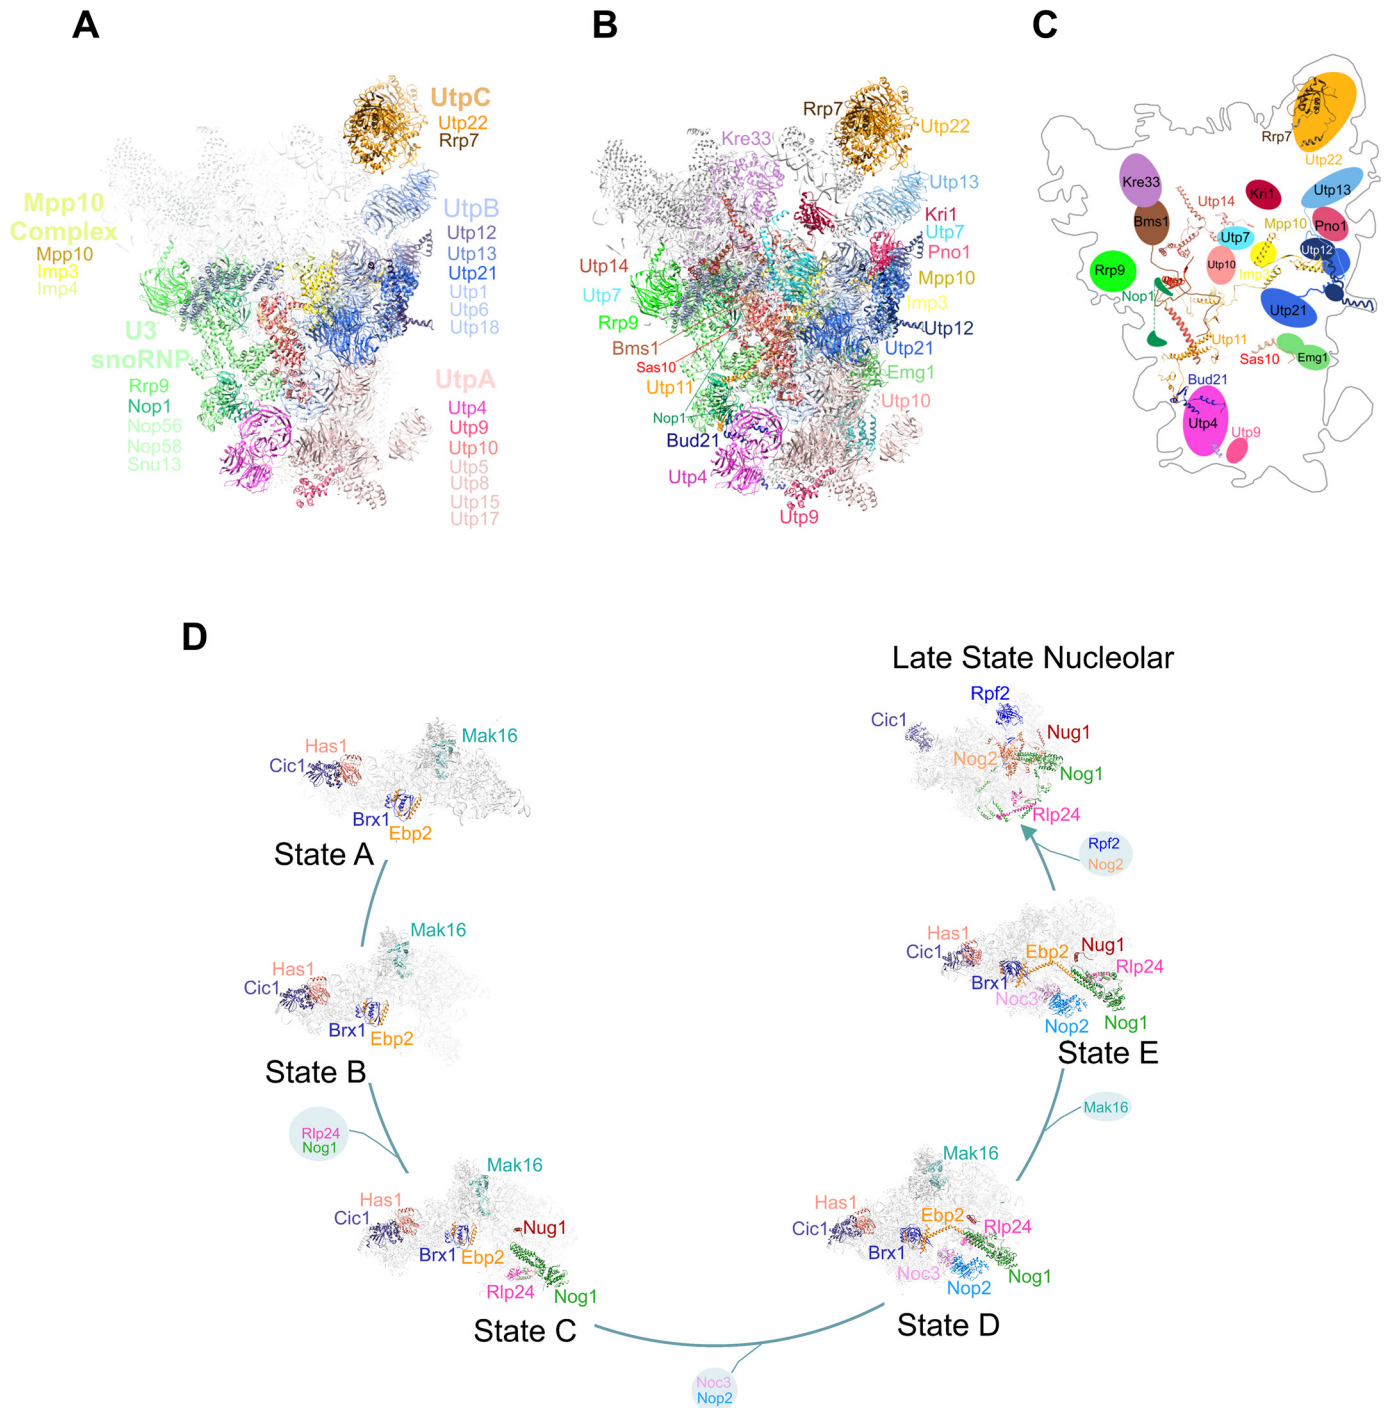 A
UtpC
Utp22
Rrp7
Mpp10
Complex
Mpp10
Imp3
Imp4
UtpB
Utp12
Utp13
Utp21
Utp1
Utp6
Utp18
U3
snoRNP
Rrp9
Nop1
Nop56
Nop58
Snu13
UtpA
Utp4
Utp9
Utp10
Utp5
Utp8
Utp15
Utp17
B
Rrp7
Utp22
Kre33
Utp13
Kri1
Utp7
Pno1
Utp14
Mpp10
Utp7
Imp3
Rrp9
Utp12
Bms1
Utp21
Sas10
Emg1
Utp11
Utp10
Nop1
Bud21
Utp4
Utp9
C
Rrp7
Utp22
Kre33
Utp14
Kri1
Utp13
Bms1
Mpp10
Pno1
Utp7
Utp12
Rrp9
Utp10
Imp3
Nop1
Utp21
Utp11
Sas10
Emg1
Bud21
Utp4
Utp9
D
Late State Nucleolar
Rpf2
Cic1
Nug1
Nog2
Nog1
Rlp24
Rpf2
Nog2
Has1
Mak16
Cic1
Brx1
Ebp2
State A
Mak16
Has1
Cic1
Brx1
Ebp2
State B
Rlp24
Nog1
Mak16
Has1
Cic1
Nug1
Brx1
Ebp2
Rlp24
Nog1
State C
Noc3
Nop2
Mak16
Has1
Ebp2
Cic1
Rlp24
Brx1
Noc3
Nog1
Nop2
State D
Mak16
Has1
Ebp2
Nug1
Cic1
Rlp24
Brx1
Noc3
Nop2
Nog1
State E